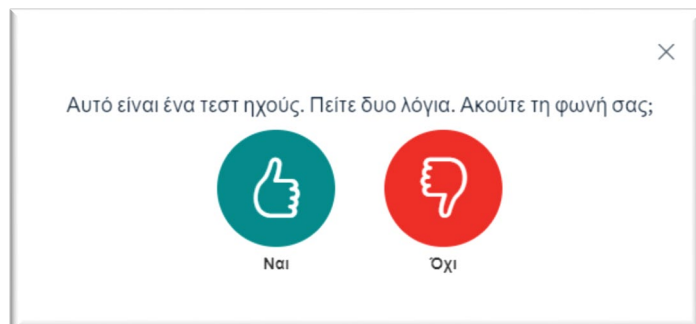 Αυτό είναι ένα τεστ ηχούς. Πείτε δυο λόγια. Ακούτε τη φωνή σας;
Ναι
Όχι